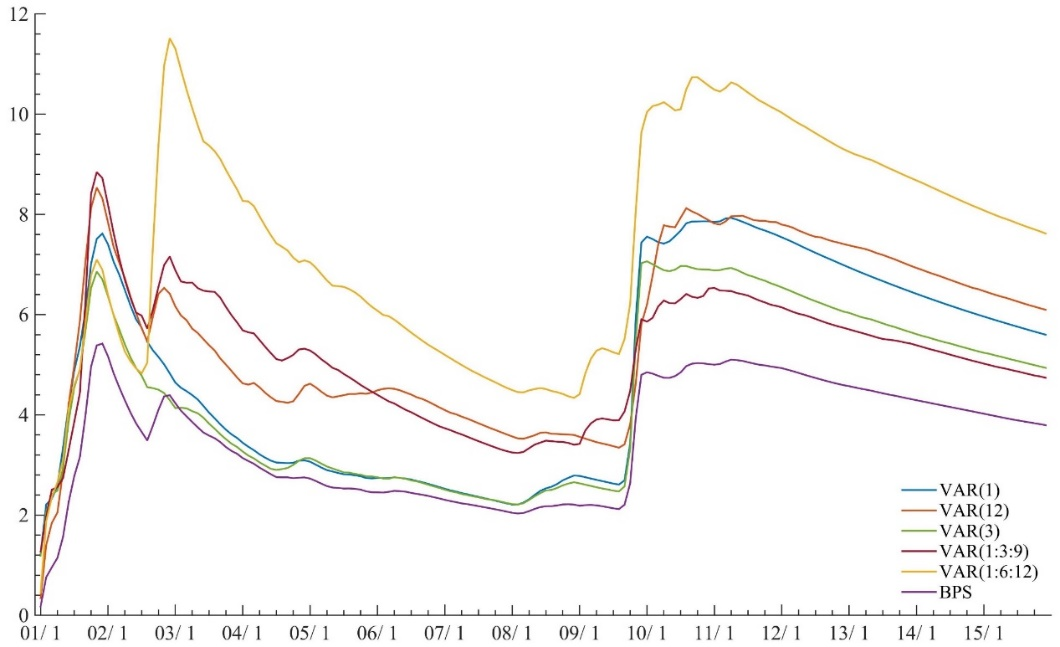 12
10
8
6
4
2
0
01/ 1 02/ 1 03/ 1 04/ 1 05/ 1 06/ 1 07/ 1 08/ 1 09/ 1 10/ 1 11/ 1 12/ 1 13/ 1 14/ 1 15/ 1
VAR(1)
VAR(12)
VAR(3)
VAR(1:3:9)
VAR(1:6:12)
BPS